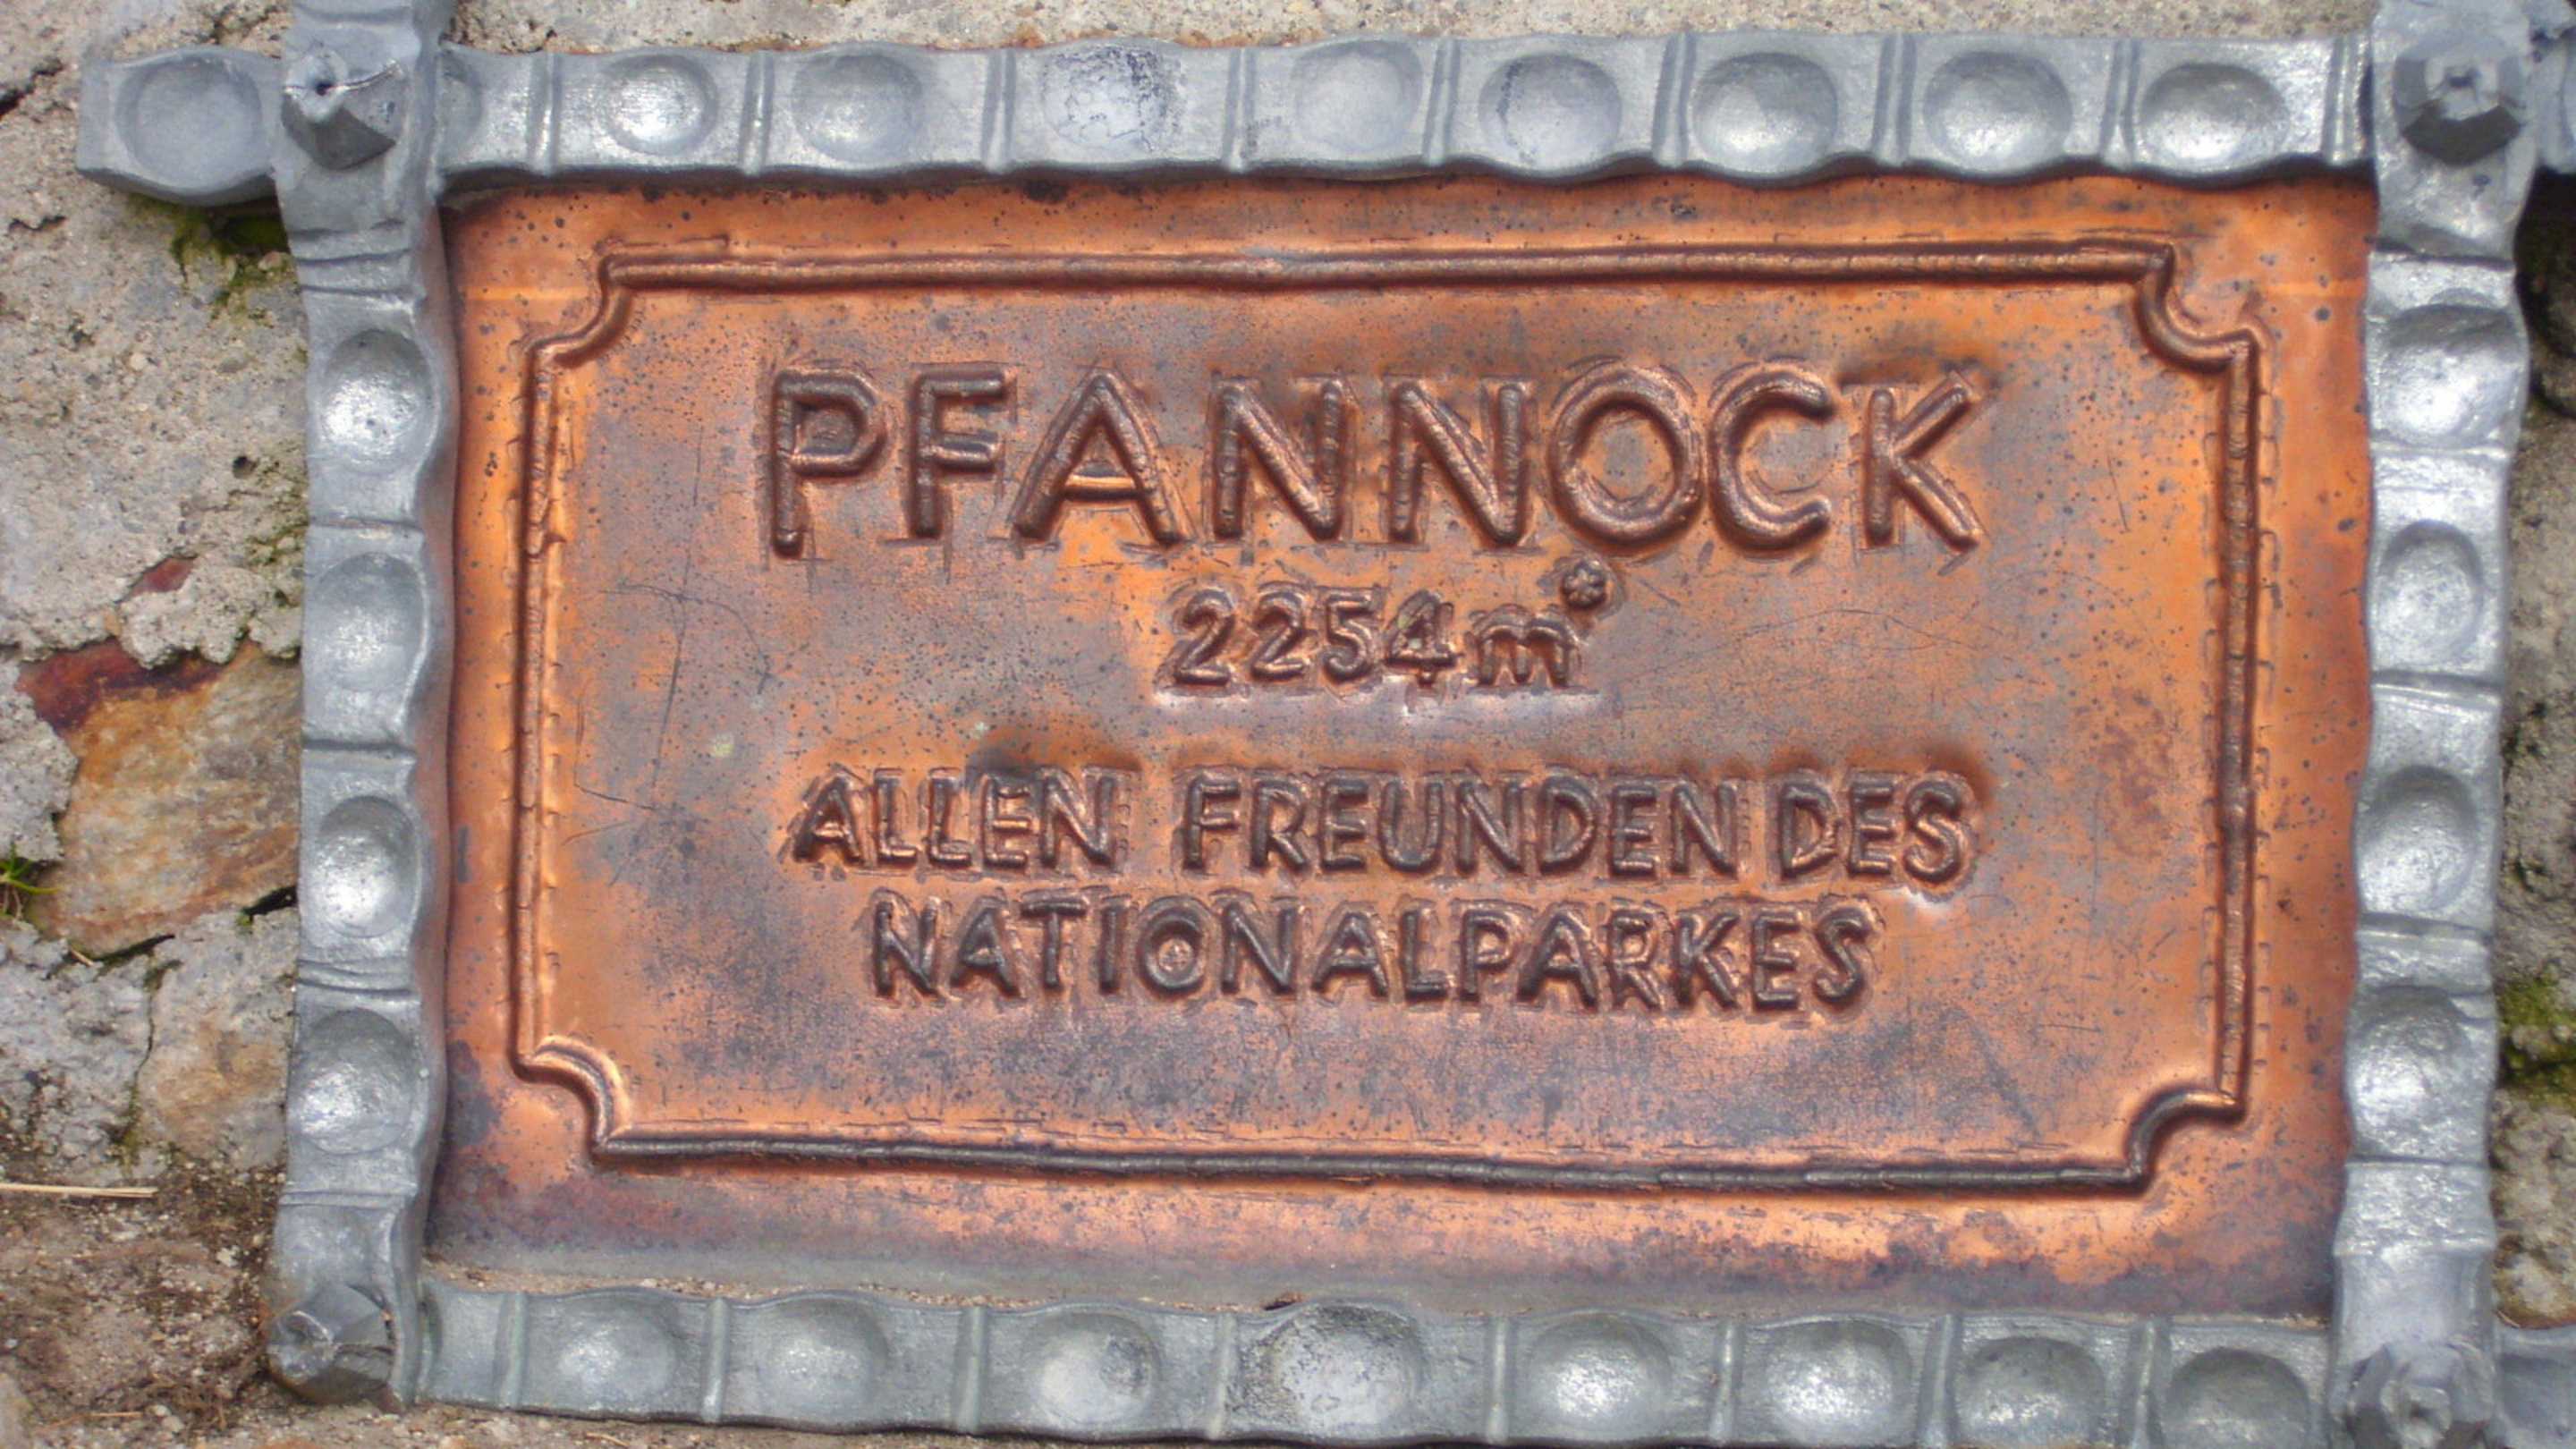 PFANNOCK
2254m*
ALLEN FREUNDEN DES
NATIONALPARKES